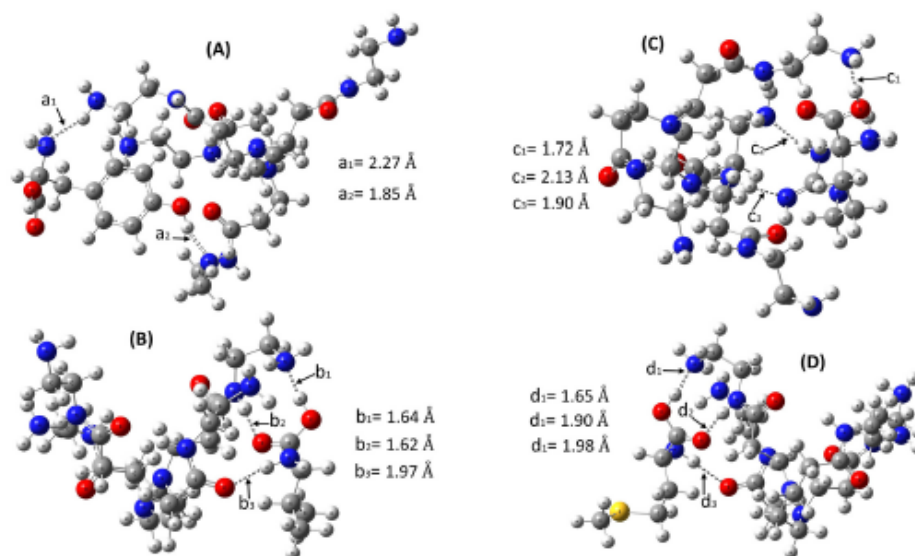 (A)
a₁
a₁= 2.27 Å
a₂= 1.85 Å
a₂
(C)
c₁
c₁= 1.72 Å
c₂= 2.13 Å
c₃= 1.90 Å
c₂
c₃
(B)
b₁
b₂
b₃
b₁= 1.64 Å
b₂= 1.62 Å
b₃= 1.97 Å
(D)
d₁
d₂
d₃
d₁= 1.65 Å
d₁= 1.90 Å
d₁= 1.98 Å